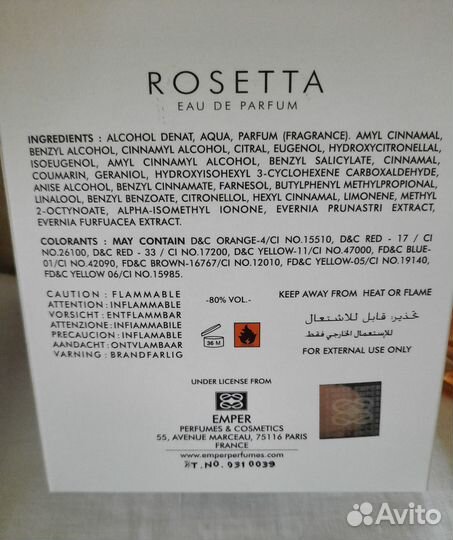 ROSETTA
EAU DE PARFUM
INGREDIENTS : ALCOHOL DENAT, AQUA, PARFUM (FRAGRANCE). AMYL CINNAMAL,
BENZYL ALCOHOL, CINNAMYL ALCOHOL, CITRAL, EUGENOL, HYDROXYCITRONELLAL,
ISOEUGENOL, AMYL CINNAMYL ALCOHOL, BENZYL SALICYLATE, CINNAMAL,
COUMARIN, GERANIOL, HYDROXYISOHEXYL 3-CYCLOHEXENE CARBOXALDEHYDE,
ANISE ALCOHOL, BENZYL CINNAMATE, FARNESOL, BUTYLPHENYL METHYLPROPIONAL,
LINALOOL, BENZYL BENZOATE, CITRONELLOL, HEXYL CINNAMAL, LIMONENE, METHYL
2-OCTYNOATE, ALPHA-ISOMETHYL IONONE, EVERNIA PRUNASTRI EXTRACT,
EVERNIA FURFUACEA EXTRACT.
COLORANTS : MAY CONTAIN D&C ORANGE-4/CI NO.15510, D&C RED - 17 / CI
NO.26100, D&C RED - 33 / CI NO.17200, D&C YELLOW-11/CI NO. 47000, FD&C BLUE-
01/CI NO.42090, FD&C BROWN-16767/CI NO.12010, FD&C YELLOW-05/CI NO.19140,
FD&C YELLOW 06/CI NO.15985.
CAUTION : FLAMMABLE
ATTENTION : INFLAMMABLE
VORSICHT : ENTFLAMMBAR
ATTENZIONE : INFIAMMABILE
PRECAUCION : INFLAMABLE
AANDACHT : ONTVLAMBAAR
VARNING : BRANDFARLIG
-80% VOL.-
36 M
KEEP AWAY FROM HEAT OR FLAME
تحذير: قابل للاشتعال
للإستعمال الخارجي فقط
FOR EXTERNAL USE ONLY
UNDER LICENSE FROM
EMPER
PERFUMES & COSMETICS
55, AVENUE MARCEAU, 75116 PARIS
FRANCE
www.emperperfumes.com
T.NO. 9310039
Avito